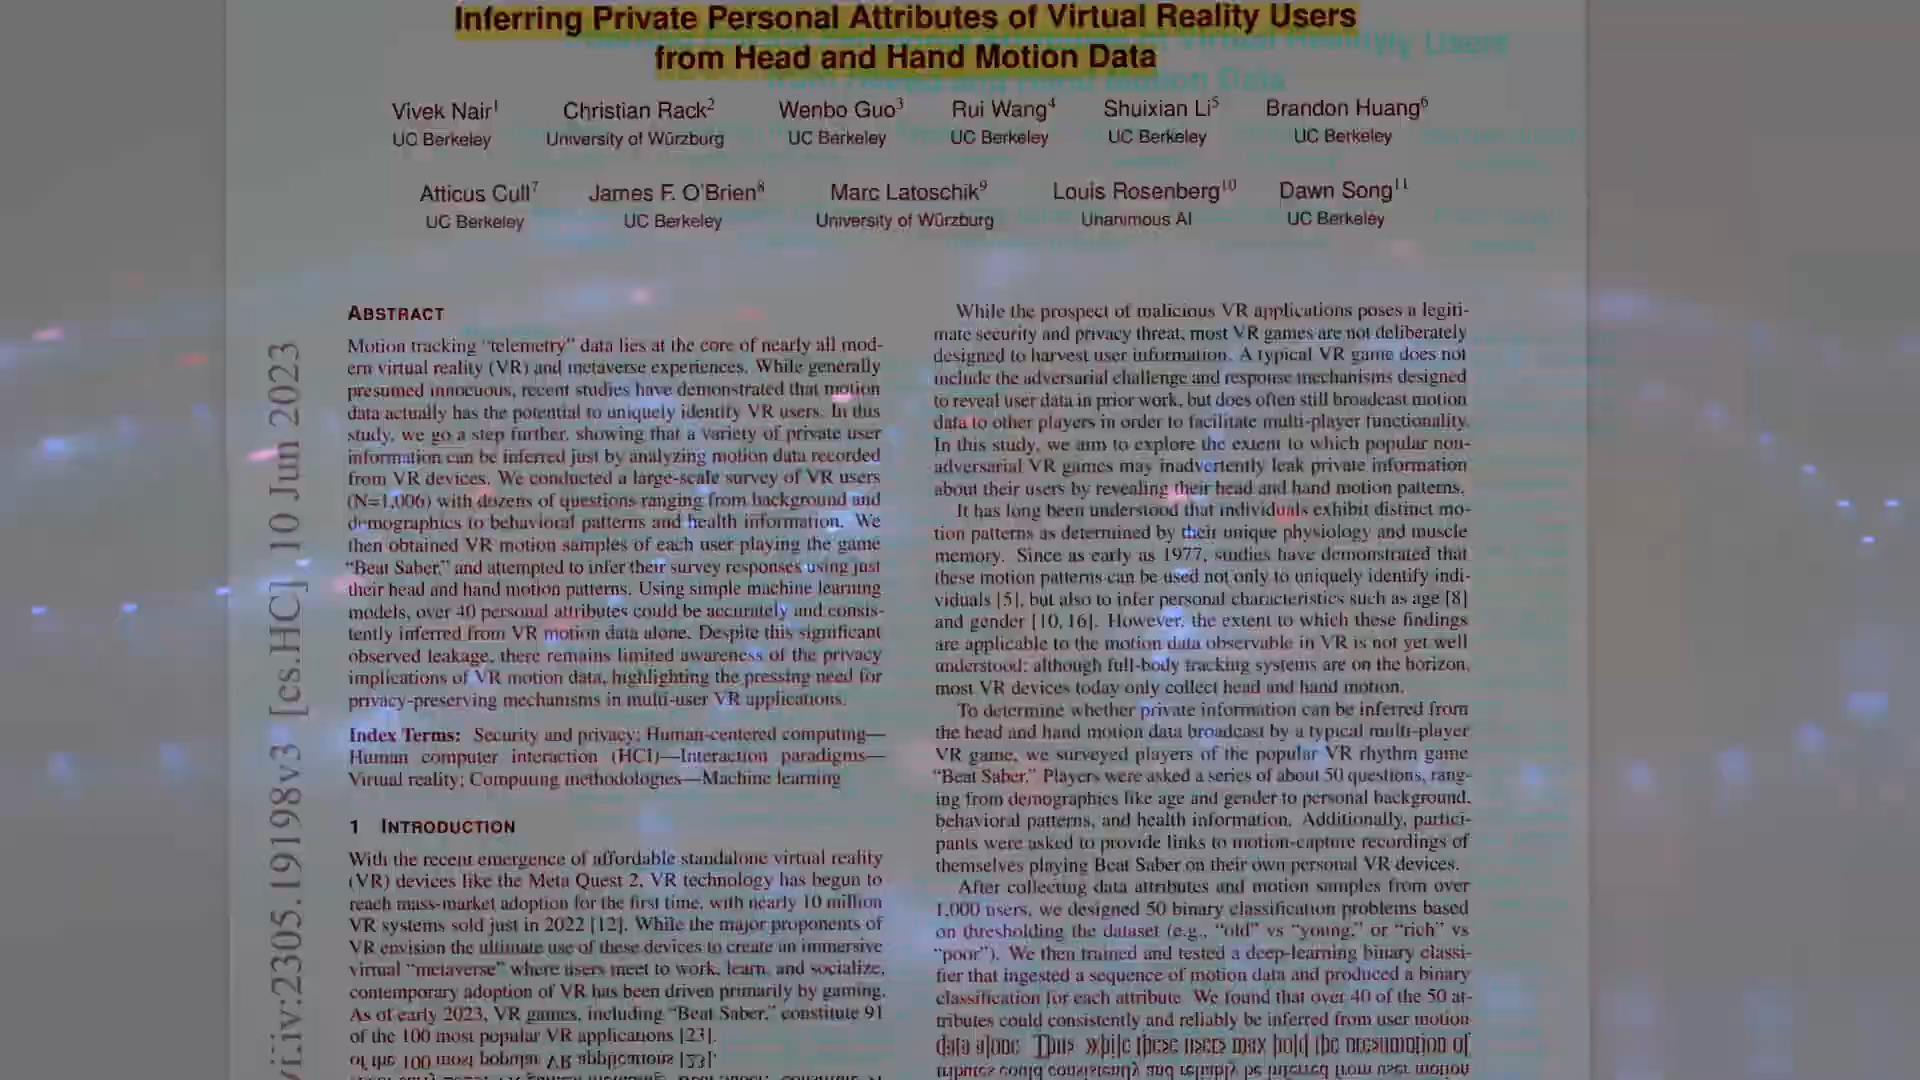 Inferring Private Personal Attributes of Virtual Reality Users
from Head and Hand Motion Data
Vivek Nair1 Christian Rack2 Wenbo Guo3 Rui Wang4 Shuixian Li5 Brandon Huang6
UC Berkeley University of Würzburg UC Berkeley UC Berkeley UC Berkeley UC Berkeley
Atticus Cull7 James F. O'Brien8 Marc Latoschik9 Louis Rosenberg10 Dawn Song11
UC Berkeley UC Berkeley University of Würzburg Unanimous AI UC Berkeley
:2305.19198v3 [cs.HC] 10 Jun 2023
ABSTRACT
Motion tracking "telemetry" data lies at the core of nearly all mod-
ern virtual reality (VR) and metaverse experiences. While generally
presumed innocuous, recent studies have demonstrated that motion
data actually has the potential to uniquely identify VR users. In this
study, we go a step further, showing that a variety of private user
information can be inferred just by analyzing motion data recorded
from VR devices. We conducted a large-scale survey of VR users
(N=1,006) with dozens of questions ranging from background and
demographics to behavioral patterns and health information. We
then obtained VR motion samples of each user playing the game
"Beat Saber," and attempted to infer their survey responses using just
their head and hand motion patterns. Using simple machine learning
models, over 40 personal attributes could be accurately and consis-
tently inferred from VR motion data alone. Despite this significant
observed leakage, there remains limited awareness of the privacy
implications of VR motion data, highlighting the pressing need for
privacy-preserving mechanisms in multi-user VR applications.
Index Terms: Security and privacy; Human-centered computing—
Human computer interaction (HCI)—Interaction paradigms—
Virtual reality; Computing methodologies—Machine learning
1 INTRODUCTION
With the recent emergence of affordable standalone virtual reality
(VR) devices like the Meta Quest 2, VR technology has begun to
reach mass-market adoption for the first time, with nearly 10 million
VR systems sold just in 2022 [12]. While the major proponents of
VR envision the ultimate use of these devices to create an immersive
virtual "metaverse" where users meet to work, learn, and socialize,
contemporary adoption of VR has been driven primarily by gaming.
As of early 2023, VR games, including "Beat Saber," constitute 91
of the 100 most popular VR applications [23].
While the prospect of malicious VR applications poses a legiti-
mate security and privacy threat, most VR games are not deliberately
designed to harvest user information. A typical VR game does not
include the adversarial challenge and response mechanisms designed
to reveal user data in prior work, but does often still broadcast motion
data to other players in order to facilitate multi-player functionality.
In this study, we aim to explore the extent to which popular non-
adversarial VR games may inadvertently leak private information
about their users by revealing their head and hand motion patterns.
It has long been understood that individuals exhibit distinct mo-
tion patterns as determined by their unique physiology and muscle
memory. Since as early as 1977, studies have demonstrated that
these motion patterns can be used not only to uniquely identify indi-
viduals [5], but also to infer personal characteristics such as age [8]
and gender [10, 16]. However, the extent to which these findings
are applicable to the motion data observable in VR is not yet well
understood; although full-body tracking systems are on the horizon,
most VR devices today only collect head and hand motion.
To determine whether private information can be inferred from
the head and hand motion data broadcast by a typical multi-player
VR game, we surveyed players of the popular VR rhythm game
"Beat Saber." Players were asked a series of about 50 questions, rang-
ing from demographics like age and gender to personal background,
behavioral patterns, and health information. Additionally, partici-
pants were asked to provide links to motion-capture recordings of
themselves playing Beat Saber on their own personal VR devices.
After collecting data attributes and motion samples from over
1,000 users, we designed 50 binary classification problems based
on thresholding the dataset (e.g., "old" vs "young," or "rich" vs
"poor"). We then trained and tested a deep-learning binary classi-
fier that ingested a sequence of motion data and produced a binary
classification for each attribute. We found that over 40 of the 50 at-
tributes could consistently and reliably be inferred from user motion
data alone.